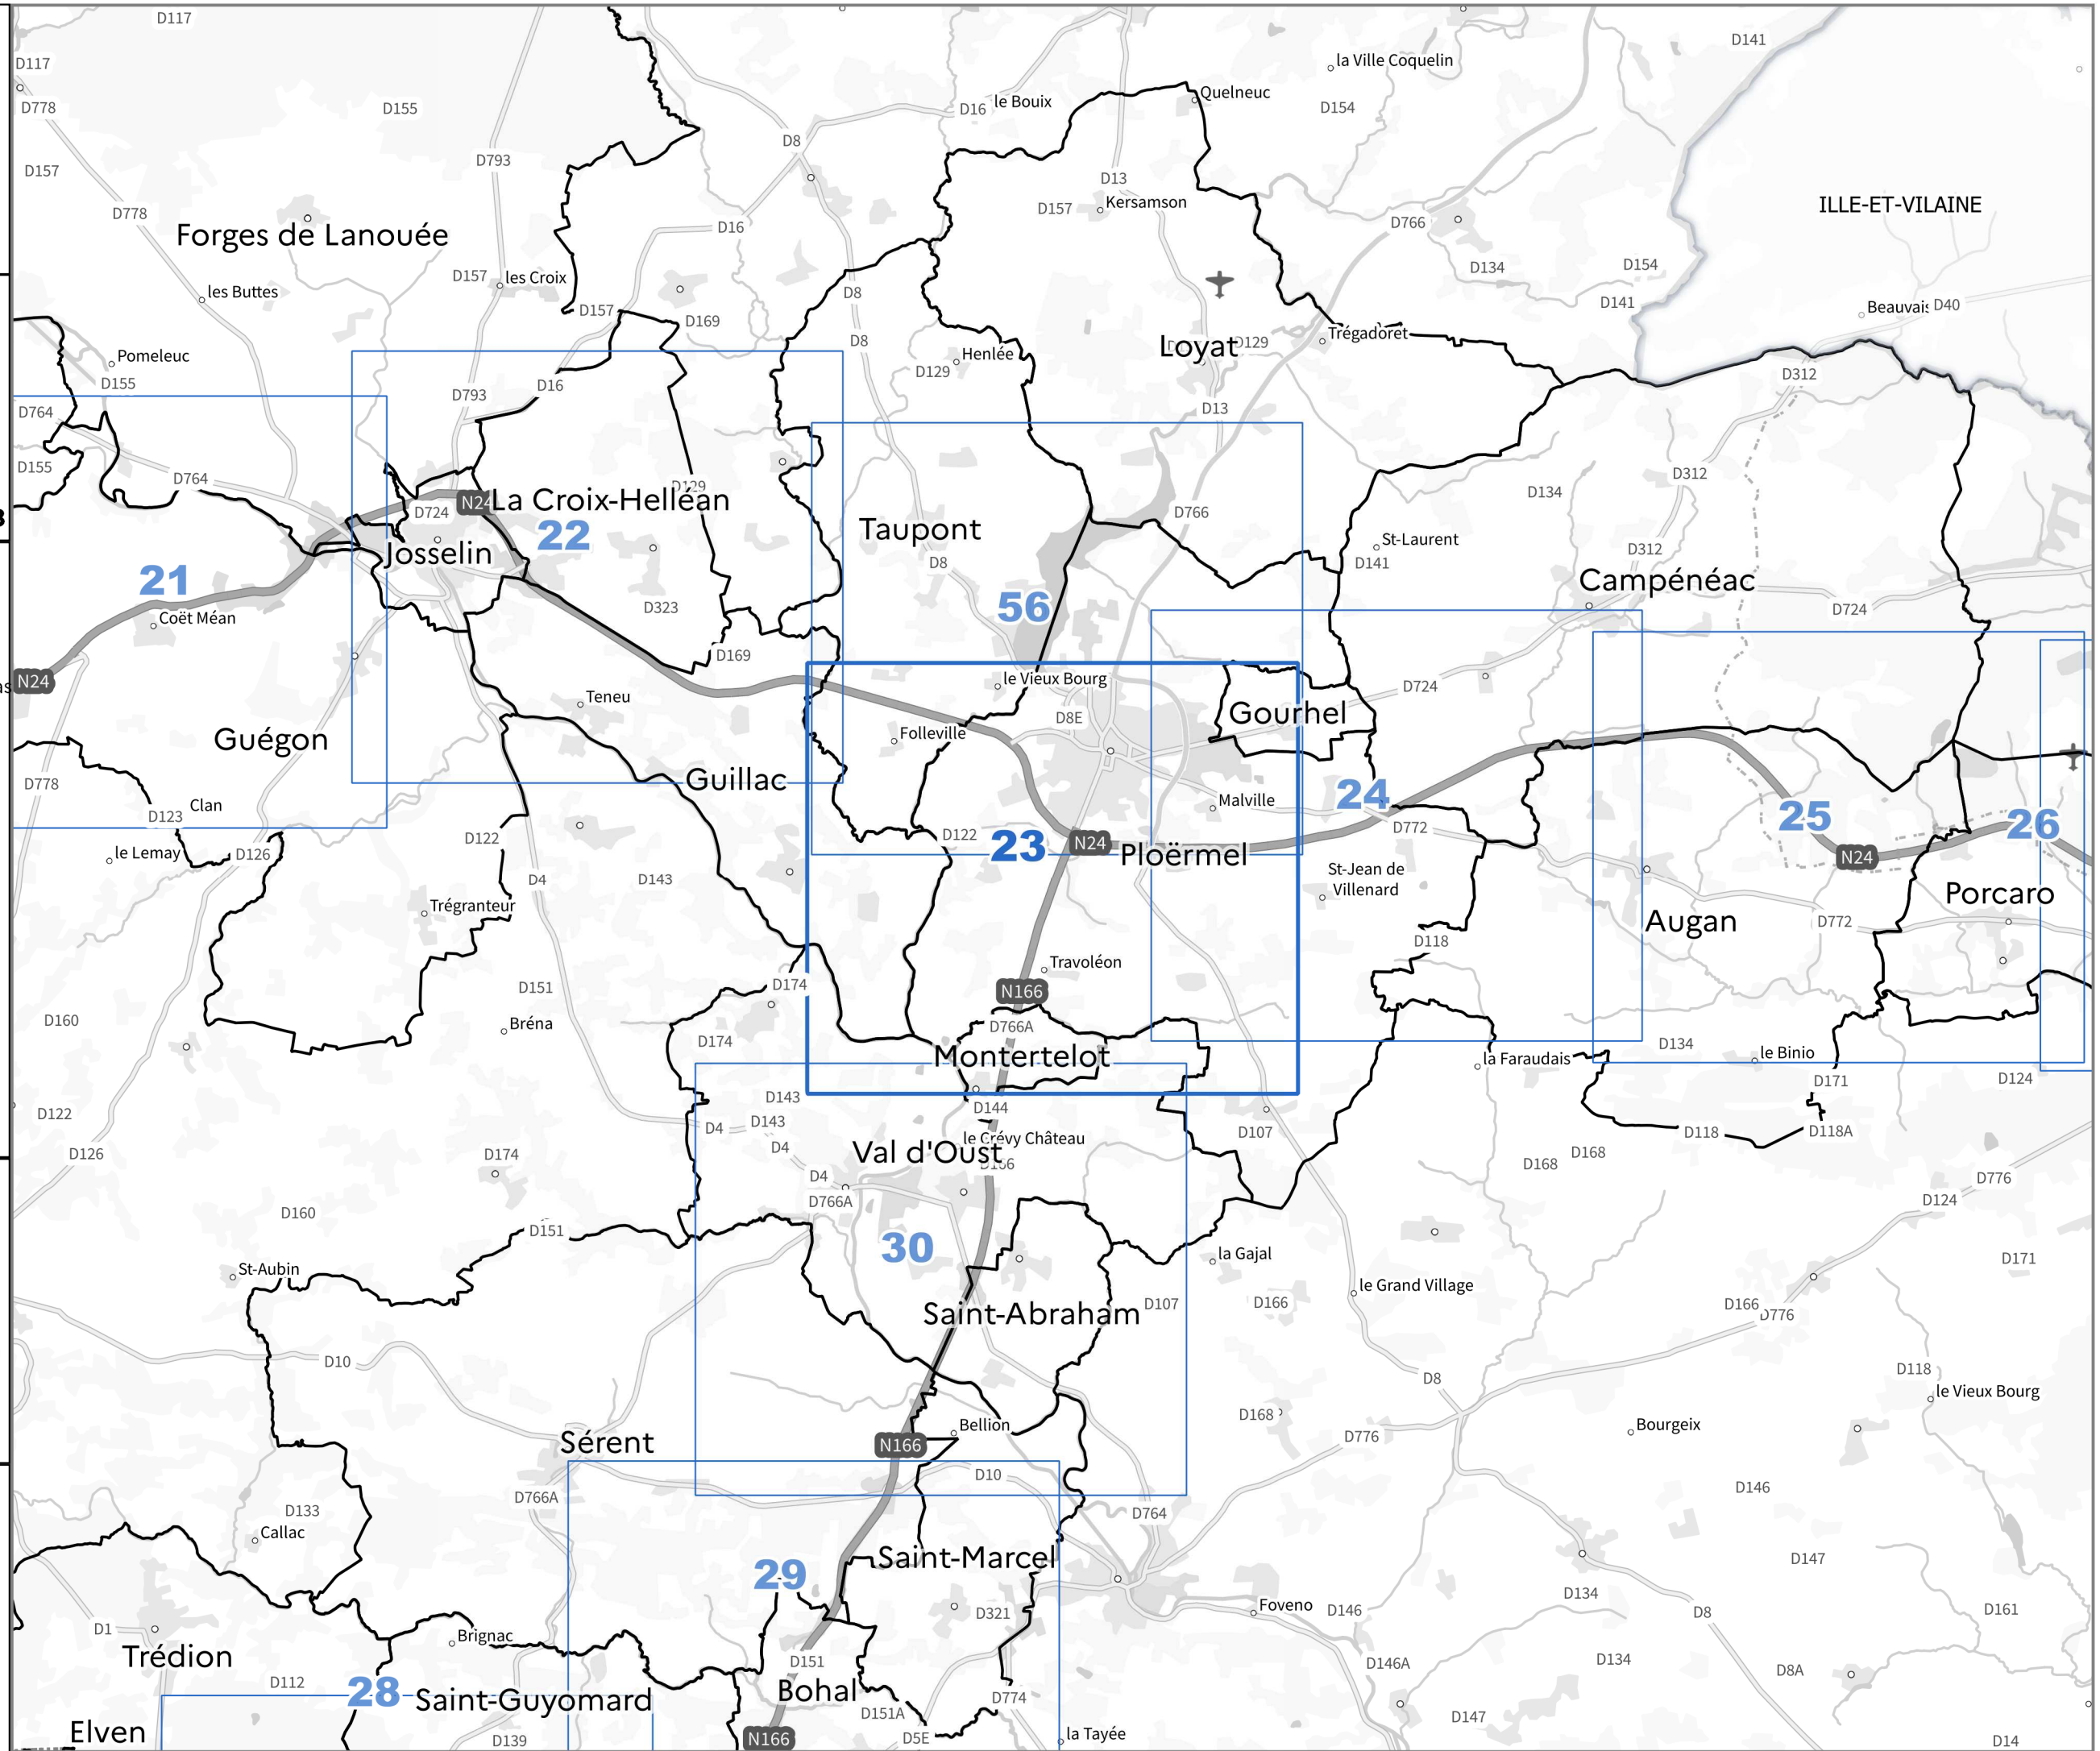 D117
D141
la Ville Coquelin
D117
D778
D155
D16
le Bouix
Quelneuc
D154
D8
D793
D157
D13
D157
Kersamson
ILLE-ET-VILAINE
D778
D16
D766
Forges de Lanouée
D157
les Croix
D134
D154
les Buttes
D8
D141
Beauvais
D40
D157
D169
D8
Loyat
D129
Trégadoret
Pomeleuc
Henlée
D155
D16
D129
D312
D793
D764
D13
D155
D764
D129
D134
D312
N24
La Croix-Helléan
D724
D766
Taupont
22
St-Laurent
Josselin
D8
D141
D312
21
Campénéac
Coët Méan
D323
56
D724
D169
N24
le Vieux Bourg
D724
Teneu
D8E
Gourhel
Guégon
Folleville
D778
Guillac
Malville
24
Clan
D123
25
26
D122
D122
23
N24
Ploërmel
D772
le Lemay
D126
N24
D4
D143
St-Jean de
Villenard
Porcaro
Trégranteur
Augan
D772
D118
Travoléon
D151
D174
N166
D160
Bréna
D766A
D174
Montertelot
D134
le Binio
la Faraudais
D171
D124
D143
D144
D122
D143
D4
D107
D118
D118A
D126
D174
D4
le Crévy Château
Val d'Oust
D168
D168
D4
D766A
D776
D124
D160
D151
30
la Gajal
D171
St-Aubin
le Grand Village
Saint-Abraham
D107
D166
D166
D776
D10
D8
D118
le Vieux Bourg
D168
Bellion
Bourgeix
Sérent
N166
D776
D10
D766A
D146
D133
D764
Callac
Saint-Marcel
D147
29
D134
Foveno
D146
D321
D8
D161
D1
Brignac
Trédion
D151
D146A
D134
D8A
D112
28
Saint-Guyomard
Bohal
D774
D151A
D147
Elven
D139
N166
D5E
la Tayée
D14